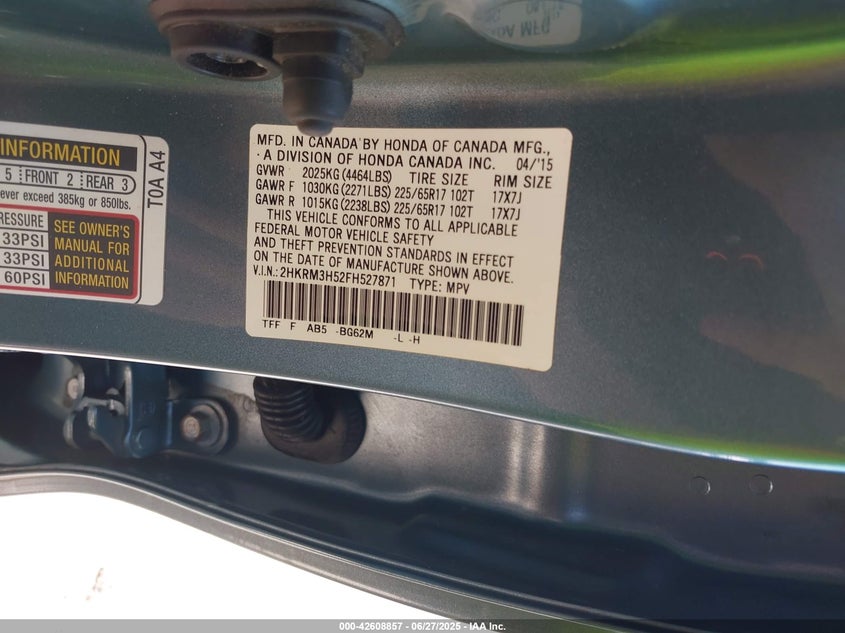 INFORMATION
5 FRONT 2 REAR 3
ever exceed 385kg or 850lbs.
RESSURE
33PSI
33PSI
60PSI
SEE OWNER'S
MANUAL FOR
ADDITIONAL
INFORMATION
T0A A4
MFD. IN CANADA BY HONDA OF CANADA MFG.,
A DIVISION OF HONDA CANADA INC. 04/'15
GVWR 2025KG (4464LBS) TIRE SIZE RIM SIZE
GAWR F 1030KG (2271LBS) 225/65R17 102T 17X7J
GAWR R 1015KG (2238LBS) 225/65R17 102T 17X7J
THIS VEHICLE CONFORMS TO ALL APPLICABLE
FEDERAL MOTOR VEHICLE SAFETY
AND THEFT PREVENTION STANDARDS IN EFFECT
ON THE DATE OF MANUFACTURE SHOWN ABOVE.
V.I.N.: 2HKRM3H52FH527871 TYPE: MPV
TFF F AB5 -BG62M -L -H
000-42608857 - 06/27/2025 - IAA Inc.